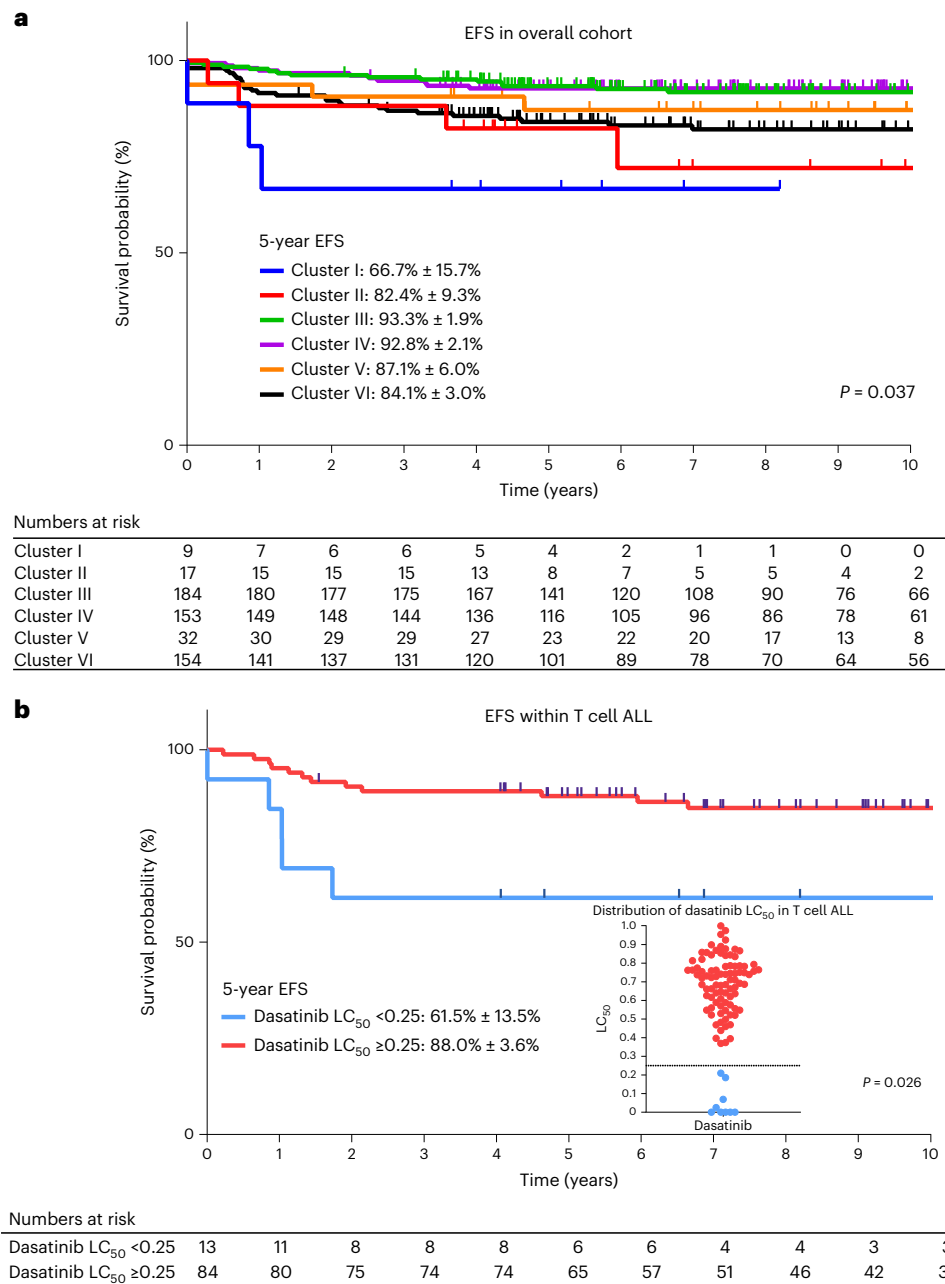 a
EFS in overall cohort
100
50
0
Survival probability (%)
5-year EFS
Cluster I: 66.7% ± 15.7%
Cluster II: 82.4% ± 9.3%
Cluster III: 93.3% ± 1.9%
Cluster IV: 92.8% ± 2.1%
Cluster V: 87.1% ± 6.0%
Cluster VI: 84.1% ± 3.0%
P = 0.037
0 1 2 3 4 5 6 7 8 9 10
Time (years)
Numbers at risk
Cluster I 9 7 6 6 5 4 2 1 1 0 0
Cluster II 17 15 15 15 13 8 7 5 5 4 2
Cluster III 184 180 177 175 167 141 120 108 90 76 66
Cluster IV 153 149 148 144 136 116 105 96 86 78 61
Cluster V 32 30 29 29 27 23 22 20 17 13 8
Cluster VI 154 141 137 131 120 101 89 78 70 64 56
b
EFS within T cell ALL
100
50
0
Survival probability (%)
5-year EFS
Dasatinib LC50 <0.25: 61.5% ± 13.5%
Dasatinib LC50 ≥0.25: 88.0% ± 3.6%
Distribution of dasatinib LC50 in T cell ALL
1.0
0.9
0.8
0.7
0.6
0.5
0.4
0.3
0.2
0.1
0
LC50
Dasatinib
P = 0.026
0 1 2 3 4 5 6 7 8 9 10
Time (years)
Numbers at risk
Dasatinib LC50 <0.25 13 11 8 8 8 6 6 4 4 3
Dasatinib LC50 ≥0.25 84 80 75 74 74 65 57 51 46 42